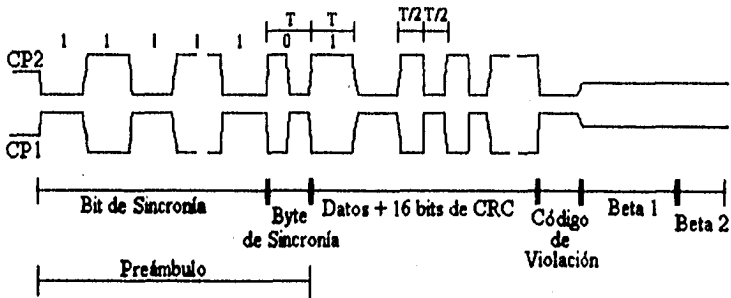 T T T/2 T/2
1 1 1 1 1 0 1
CP2
CP1
Bit de Sincronía
Byte de Sincronía
Datos + 16 bits de CRC
Código de Violación
Beta 1
Beta 2
Preámbulo